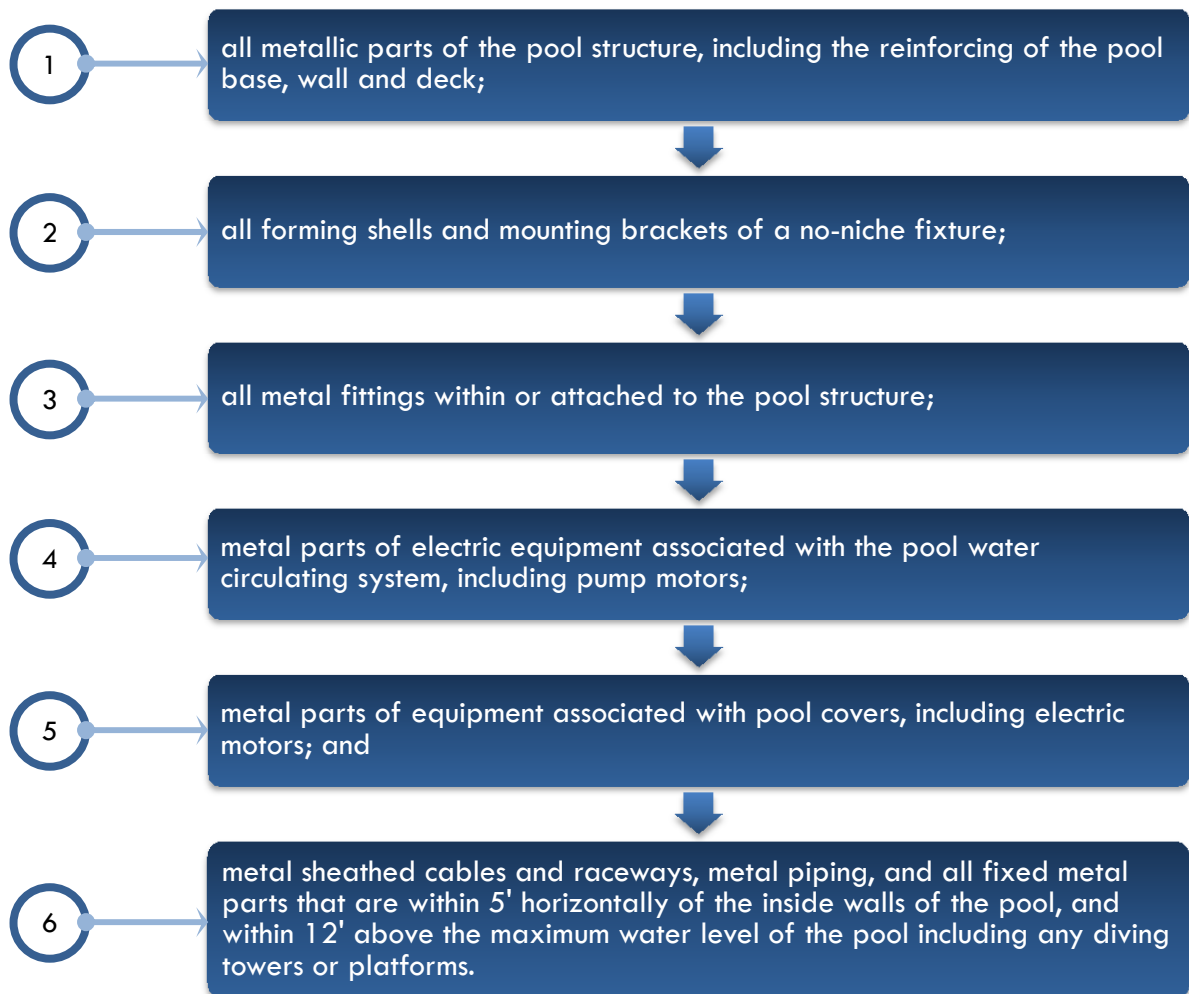 1
all metallic parts of the pool structure, including the reinforcing of the pool
base, wall and deck;
2
all forming shells and mounting brackets of a no-niche fixture;
3
all metal fittings within or attached to the pool structure;
4
metal parts of electric equipment associated with the pool water
circulating system, including pump motors;
5
metal parts of equipment associated with pool covers, including electric
motors; and
6
metal sheathed cables and raceways, metal piping, and all fixed metal
parts that are within 5' horizontally of the inside walls of the pool, and
within 12' above the maximum water level of the pool including any diving
towers or platforms.